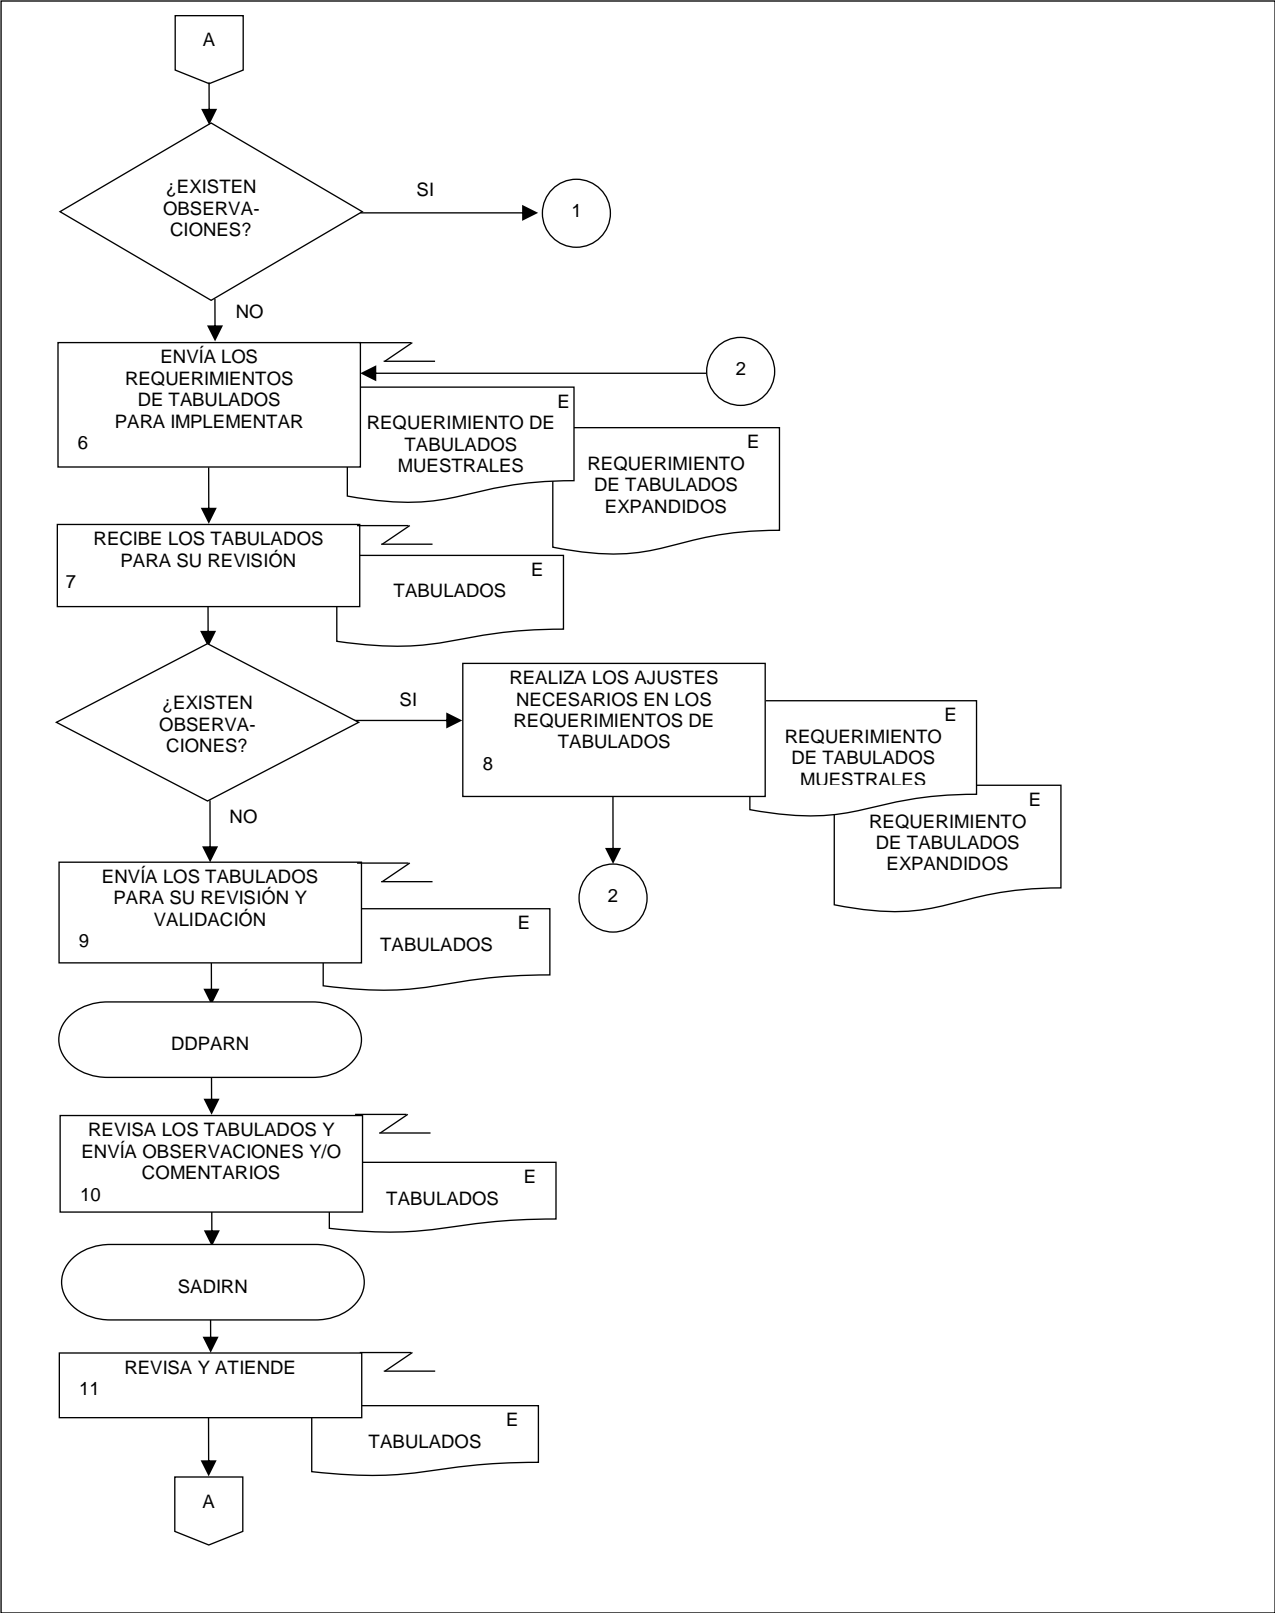 A
¿EXISTEN
OBSERVA-
CIONES?
SI
1
NO
ENVÍA LOS
REQUERIMIENTOS
DE TABULADOS
PARA IMPLEMENTAR
6
2
E
REQUERIMIENTO DE
TABULADOS
MUESTRALES
E
REQUERIMIENTO
DE TABULADOS
EXPANDIDOS
RECIBE LOS TABULADOS
PARA SU REVISIÓN
7
E
TABULADOS
¿EXISTEN
OBSERVA-
CIONES?
SI
REALIZA LOS AJUSTES
NECESARIOS EN LOS
REQUERIMIENTOS DE
TABULADOS
8
E
REQUERIMIENTO
DE TABULADOS
MUESTRALES
E
REQUERIMIENTO
DE TABULADOS
EXPANDIDOS
2
NO
ENVÍA LOS TABULADOS
PARA SU REVISIÓN Y
VALIDACIÓN
9
E
TABULADOS
DDPARN
REVISA LOS TABULADOS Y
ENVÍA OBSERVACIONES Y/O
COMENTARIOS
10
E
TABULADOS
SADIRN
REVISA Y ATIENDE
11
E
TABULADOS
A